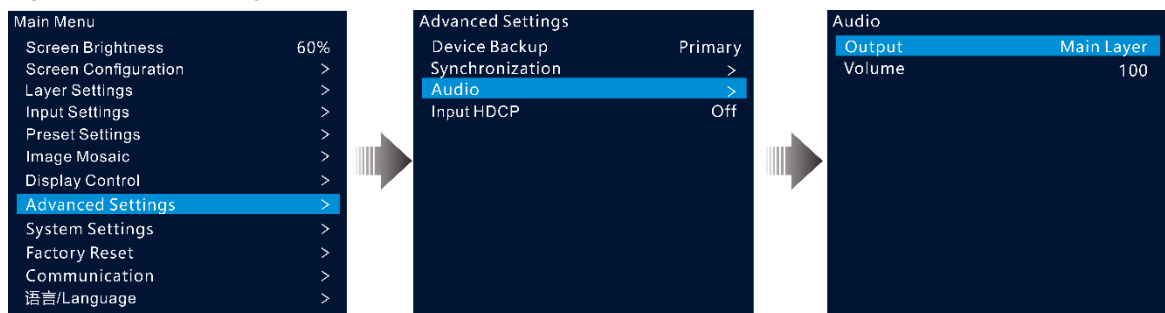 Main Menu
Screen Brightness 60%
Screen Configuration >
Layer Settings >
Input Settings >
Preset Settings >
Image Mosaic >
Display Control >
Advanced Settings >
System Settings >
Factory Reset >
Communication >
语言/Language >
Advanced Settings
Device Backup Primary
Synchronization >
Audio >
Input HDCP Off
Audio
Output Main Layer
Volume 100